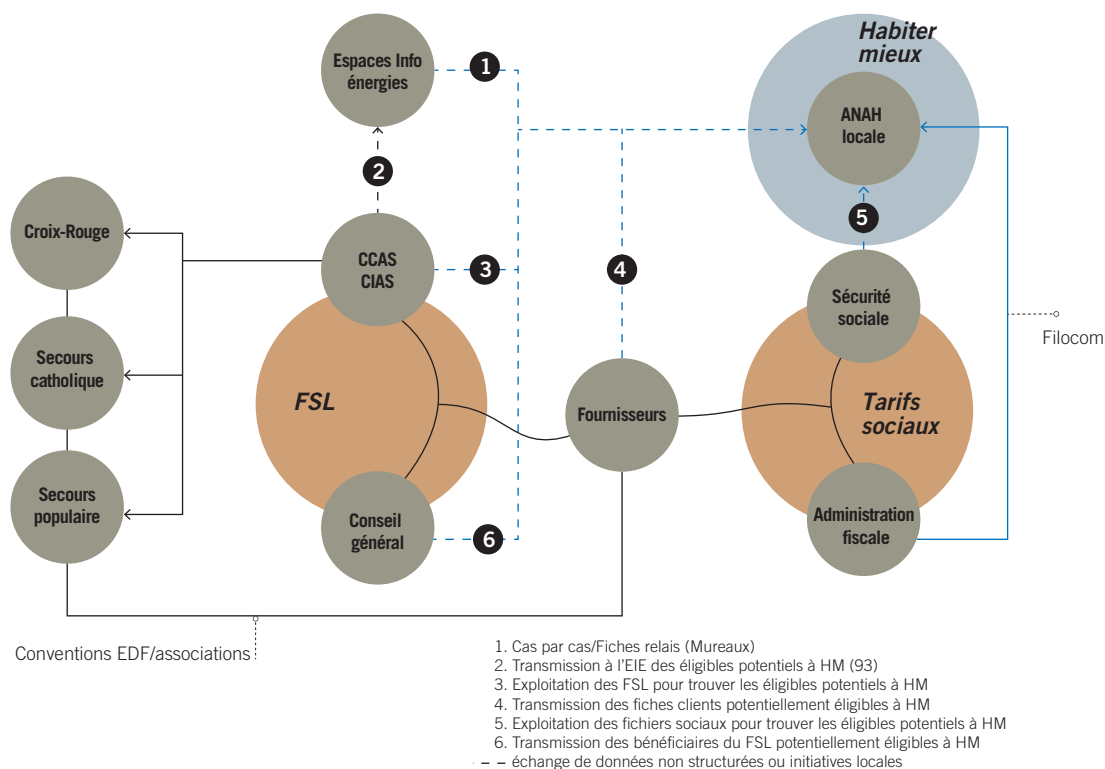 Habiter
mieux
Espaces Info
énergies
1
ANAH
locale
2
5
Croix-Rouge
CCAS
CIAS
3
4
Sécurité
sociale
Filocom
Secours
catholique
FSL
Fournisseurs
Tarifs
sociaux
Secours
populaire
Conseil
général
6
Administration
fiscale
Conventions EDF/associations
1. Cas par cas/Fiches relais (Mureaux)
2. Transmission à l'EIE des éligibles potentiels à HM (93)
3. Exploitation des FSL pour trouver les éligibles potentiels à HM
4. Transmission des fiches clients potentiellement éligibles à HM
5. Exploitation des fichiers sociaux pour trouver les éligibles potentiels à HM
6. Transmission des bénéficiaires du FSL potentiellement éligibles à HM
échange de données non structurées ou initiatives locales